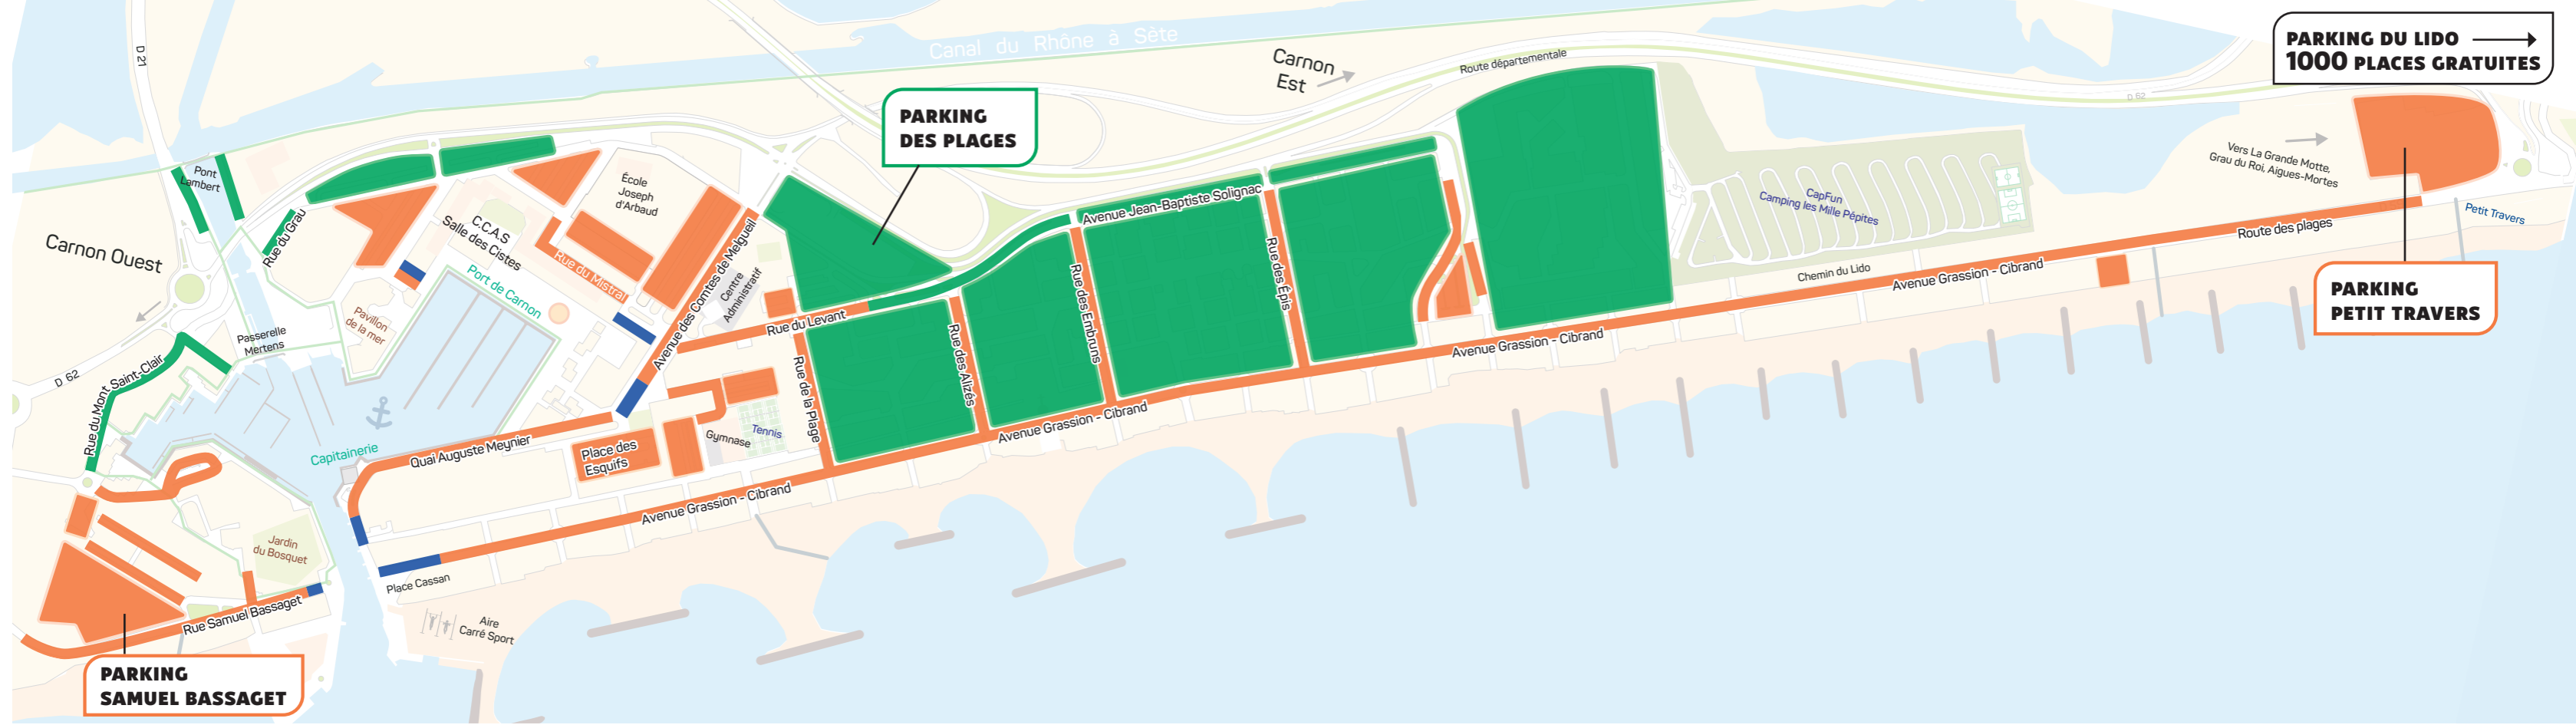 D 21
Canal du Rhône à Sète
Carnon
Est
Route départementale
PARKING DU LIDO
1000 PLACES GRATUITES
D 62
PARKING
DES PLAGES
Vers La Grande Motte,
Grau du Roi, Aigues-Mortes
Pont
Lambert
École
Joseph
d'Arbaud
Rue du Grau
C.C.A.S
Salle des Cistes
Avenue Jean-Baptiste Solignac
CapFun
Camping les Mille Pépites
Petit Travers
Route des plages
Carnon Ouest
Rue du Mistral
Port de Carnon
Avenue des Comtes de Melgueil
Centre
Administratif
Rue des Embruns
Rue des Épis
Chemin du Lido
Avenue Grassion - Cibrand
PARKING
PETIT TRAVERS
Pavillon
de la mer
Passerelle
Mertens
Rue du Levant
Rue de la Plage
Rue des Alizés
Avenue Grassion - Cibrand
D 62
Rue du Mont Saint-Clair
Avenue Grassion - Cibrand
Gymnase
Tennis
Capitainerie
Quai Auguste Meunier
Place des
Esquifs
Avenue Grassion - Cibrand
Jardin
du Bosquet
Place Cassan
Rue Samuel Bassaget
Aire
Carré Sport
PARKING
SAMUEL BASSAGET